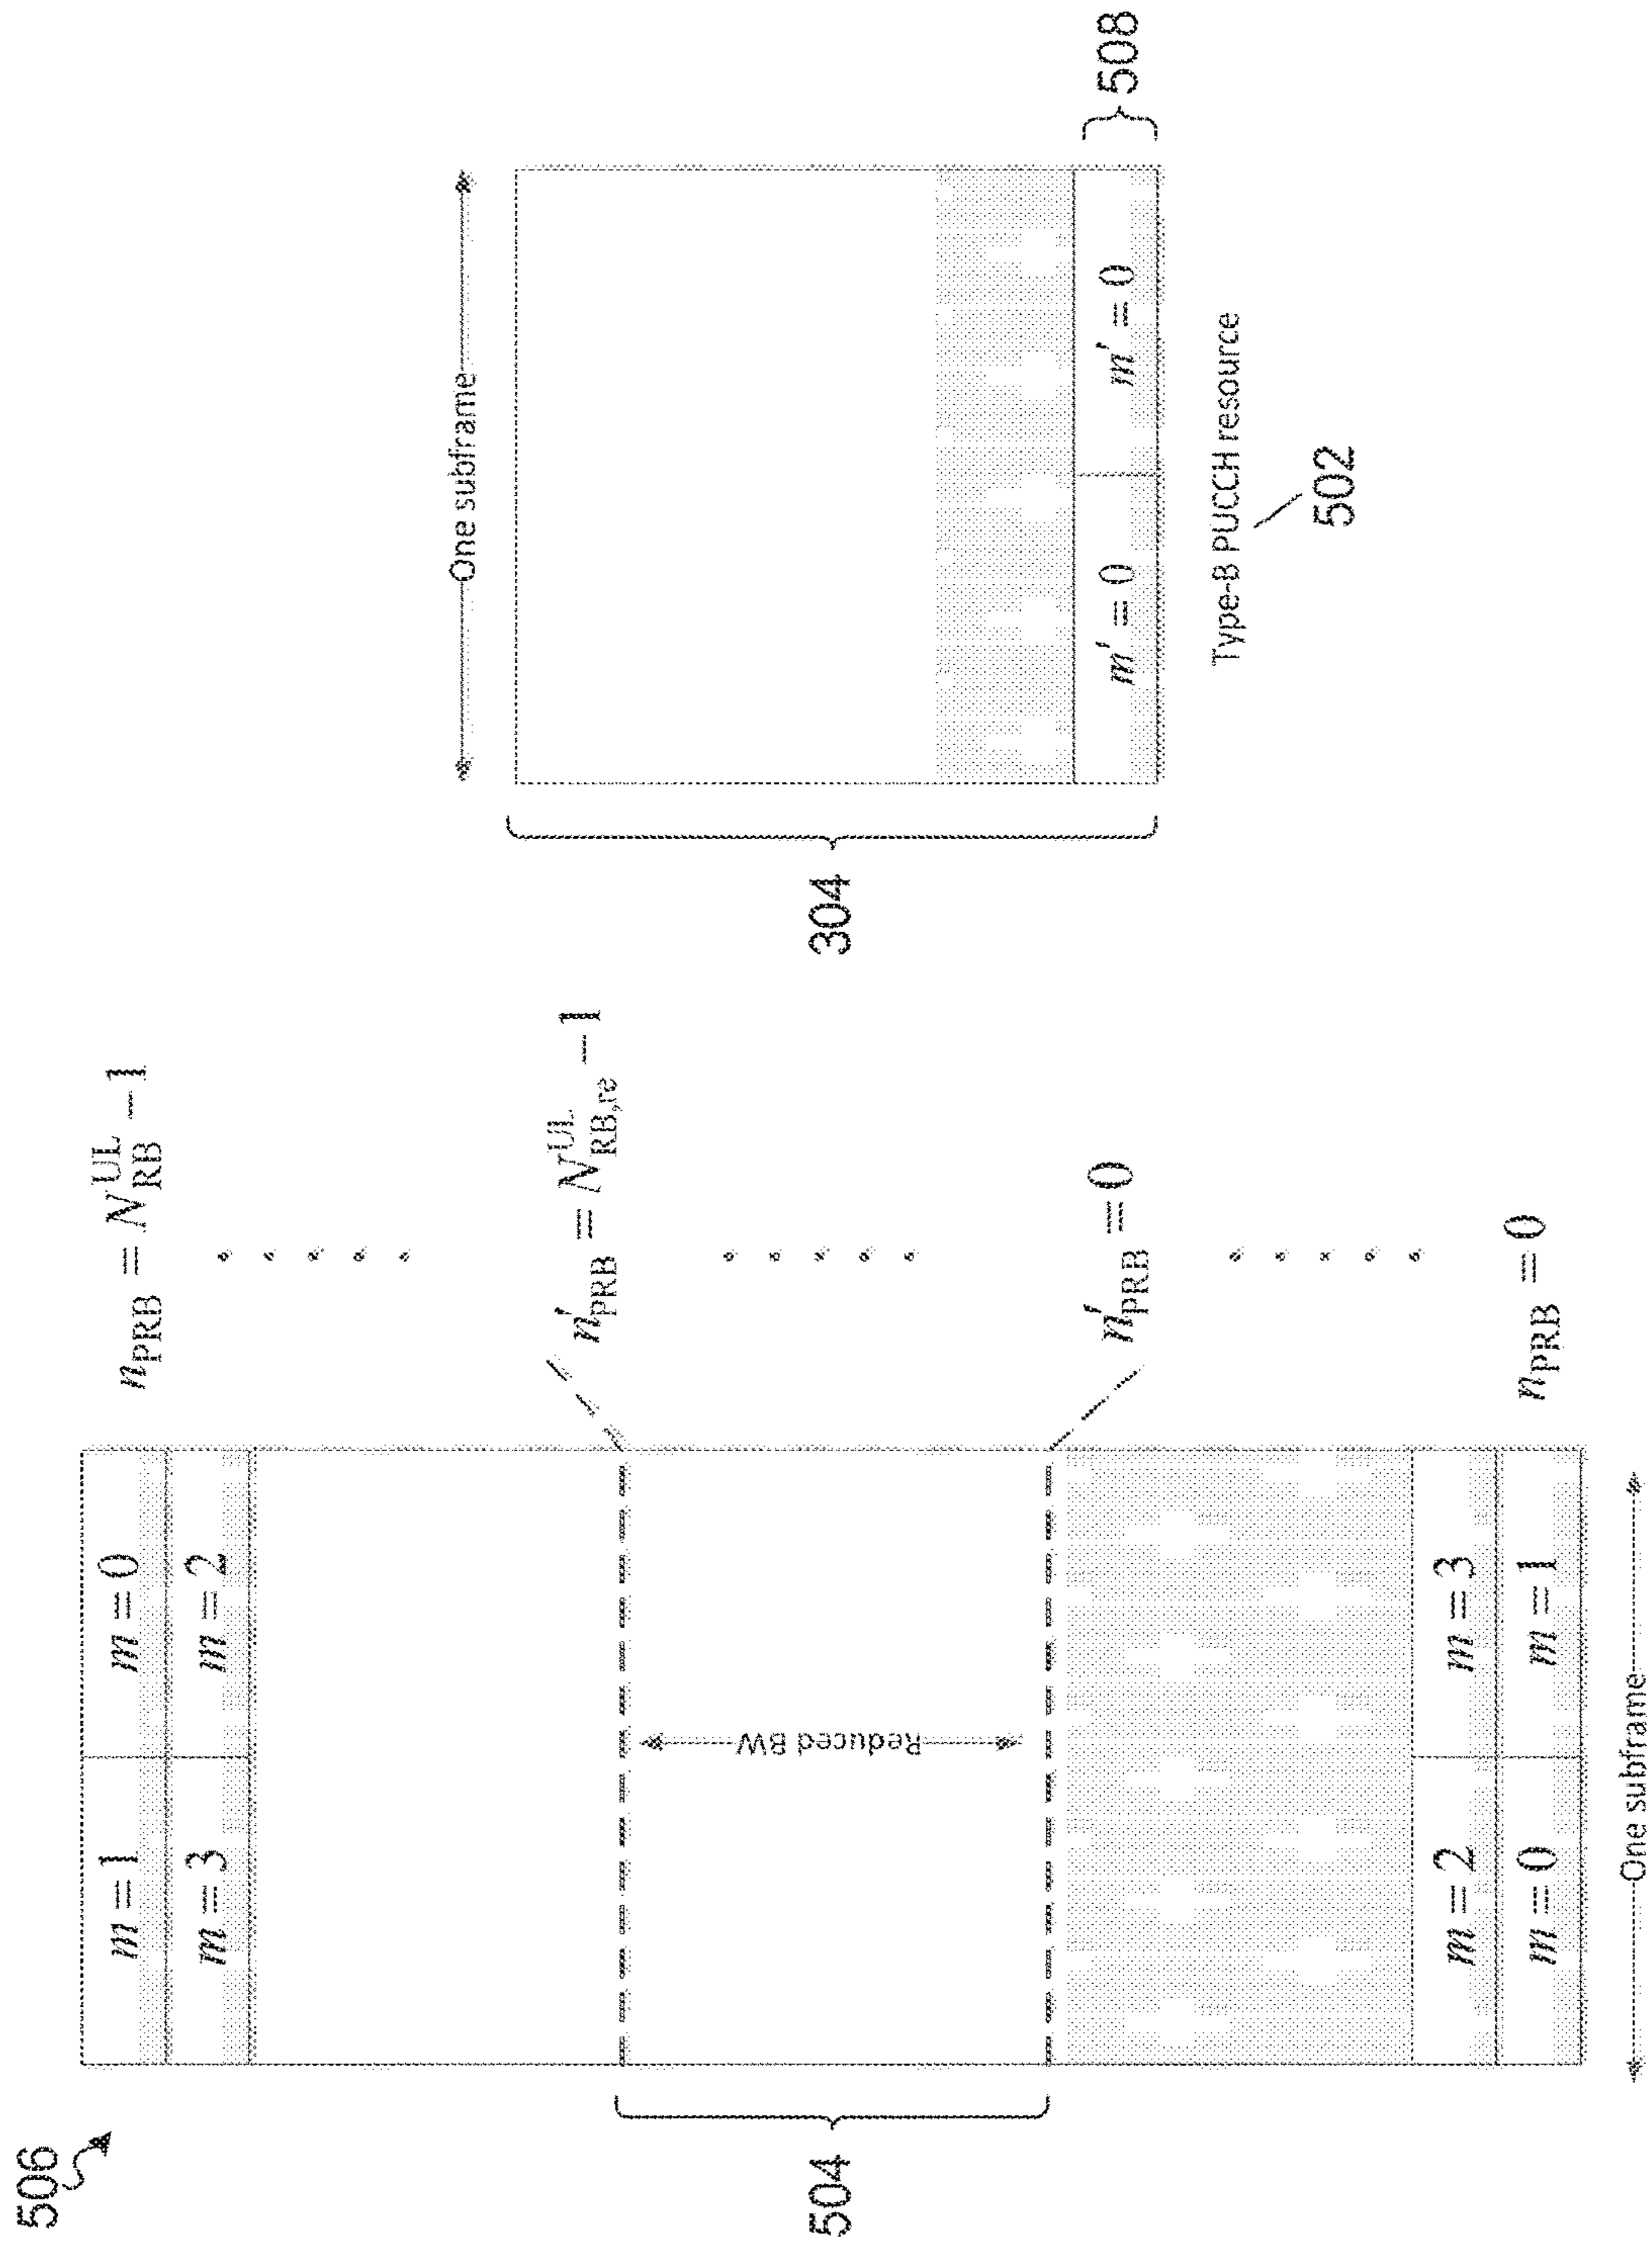 506
m = 1 m = 0
m = 3 m = 2
n_PRB = N_RB^UL − 1
n'_PRB = N_RB,re^UL − 1
504
Reduced BW
n'_PRB = 0
m = 2 m = 3
m = 0 m = 1
n_PRB = 0
One subframe
One subframe
304
m' = 0 m' = 0
508
Type-B PUCCH resource
502